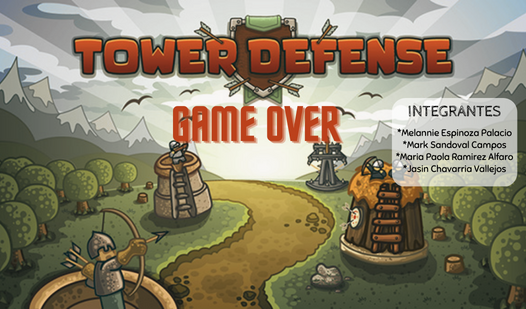 TOWER DEFENSE
GAME OVER
INTEGRANTES
*Melannie Espinoza Palacio
*Mark Sandoval Campos
*Maria Paola Ramirez Alfaro
*Jasin Chavarria Vallejos